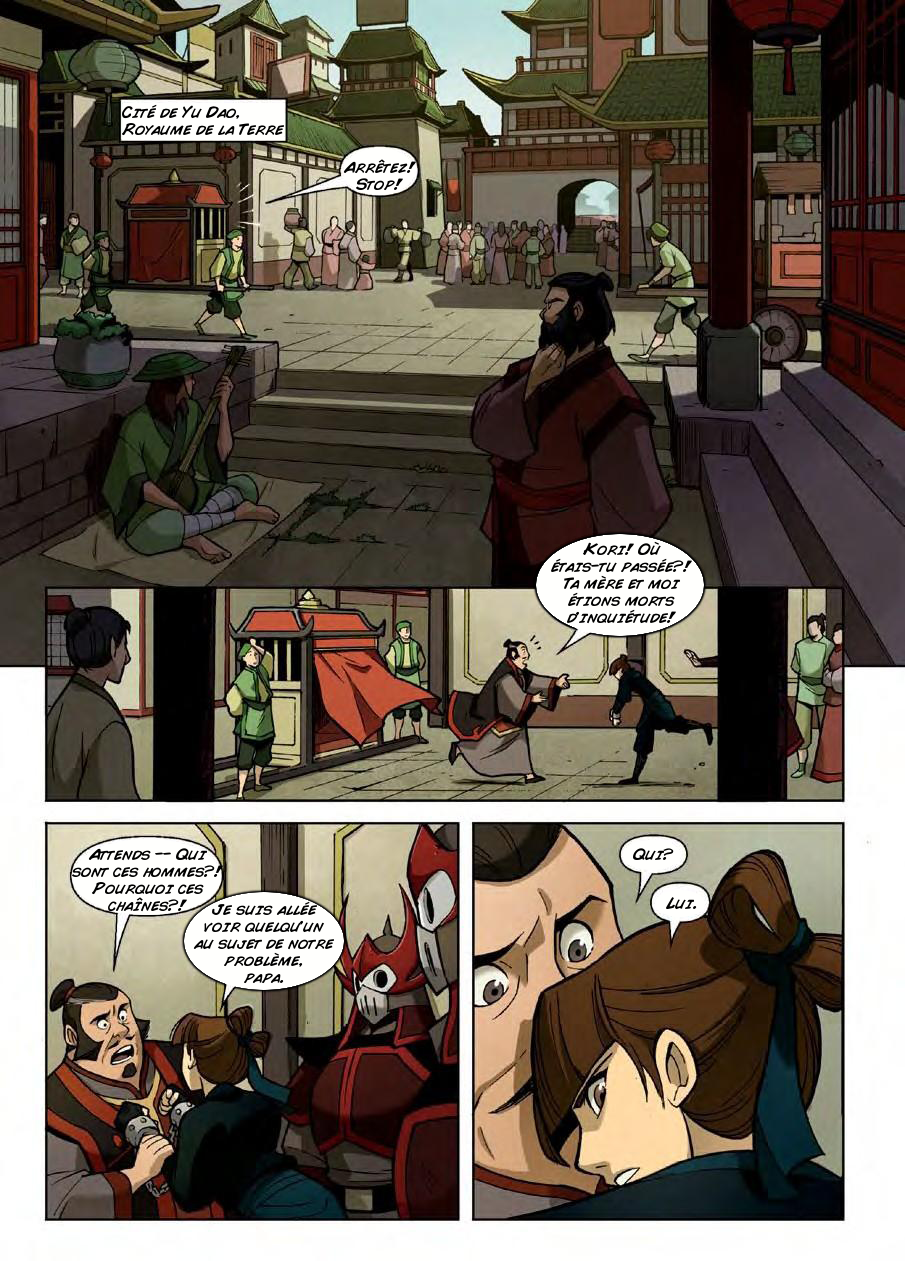 CITÉ DE YU DAO,
ROYAUME DE LA TERRE
ARRÊTEZ!
STOP!
KORI! OÙ
ÉTAIS-TU PASSÉE?!
TA MÈRE ET MOI
ÉTIONS MORTS
D'INQUIÉTUDE!
ATTENDS -- QUI
SONT CES HOMMES?!
POURQUOI CES
CHAÎNES?!
JE SUIS ALLÉE
VOIR QUELQU'UN
AU SUJET DE NOTRE
PROBLÈME,
PAPA.
QUI?
LUI.